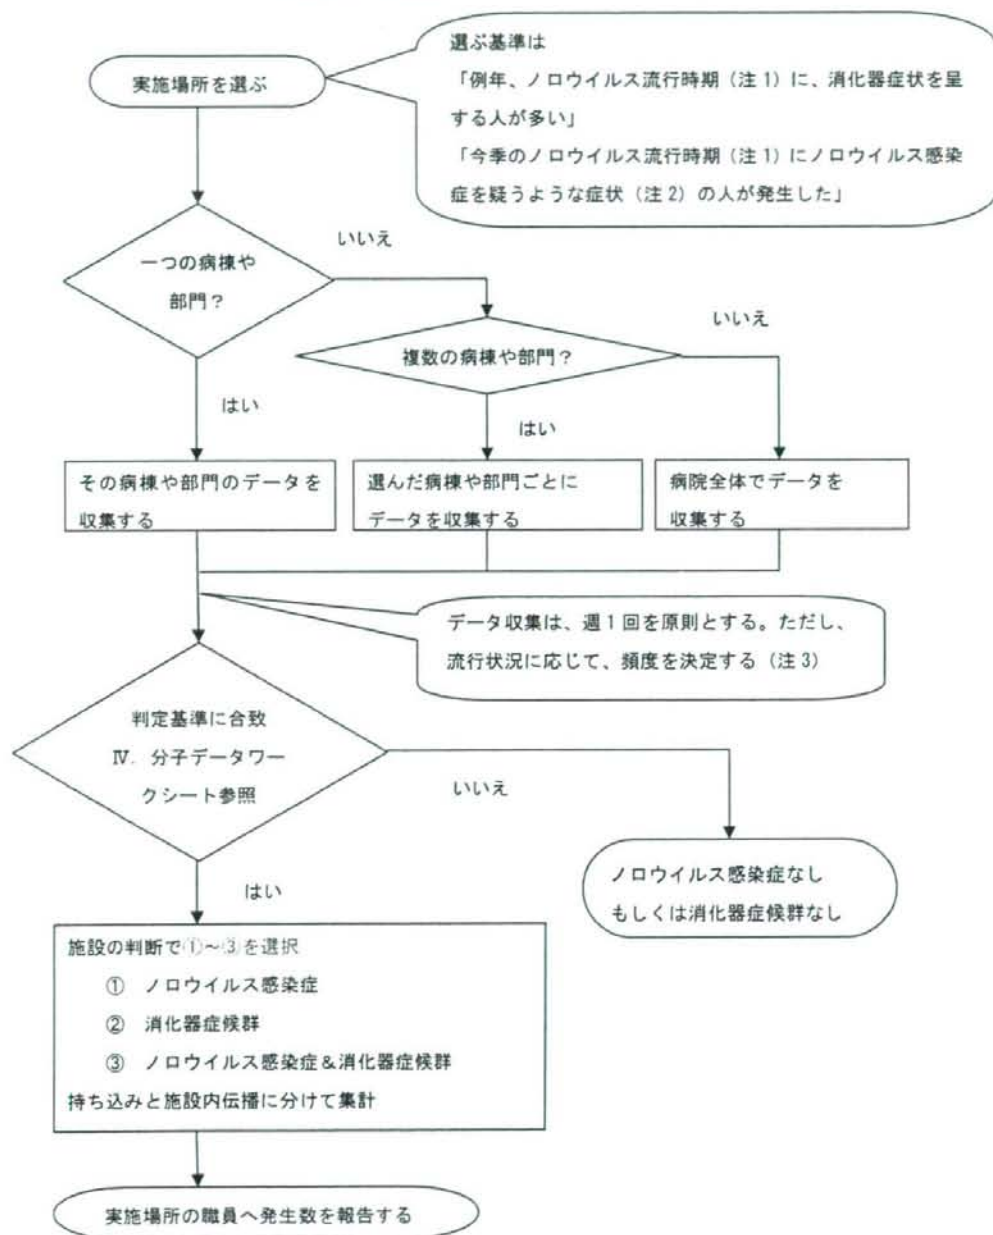 実施場所を選ぶ
選ぶ基準は
「例年、ノロウイルス流行時期（注１）に、消化器症状を呈
する人が多い」
「今季のノロウイルス流行時期（注１）にノロウイルス感染
症を疑うような症状（注２）の人が発生した」
一つの病棟や
部門？
いいえ
複数の病棟や部門？
いいえ
はい
はい
その病棟や部門のデータを
収集する
選んだ病棟や部門ごとに
データを収集する
病院全体でデータを
収集する
データ収集は、週１回を原則とする。ただし、
流行状況に応じて、頻度を決定する（注３）
判定基準に合致
Ⅳ．分子データワー
クシート参照
いいえ
ノロウイルス感染症なし
もしくは消化器症候群なし
はい
施設の判断で①～③を選択
① ノロウイルス感染症
② 消化器症候群
③ ノロウイルス感染症＆消化器症候群
持ち込みと施設内伝播に分けて集計
実施場所の職員へ発生数を報告する